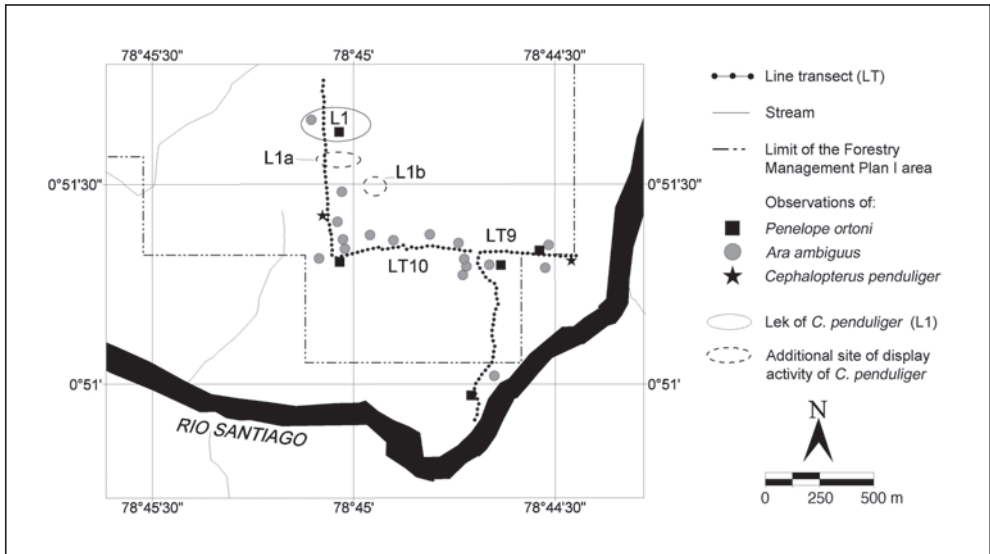 78°45'30"
78°45'
78°44'30"
L1
L1a
L1b
0°51'30"
0°51'30"
LT9
LT10
0°51'
0°51'
RIO SANTIAGO
78°45'30"
78°45'
78°44'30"
Line transect (LT)
Stream
Limit of the Forestry
Management Plan I area
Observations of:
Penelope ortoni
Ara ambiguus
Cephalopterus penduliger
Lek of C. penduliger (L1)
Additional site of display
activity of C. penduliger
N
0 250 500 m